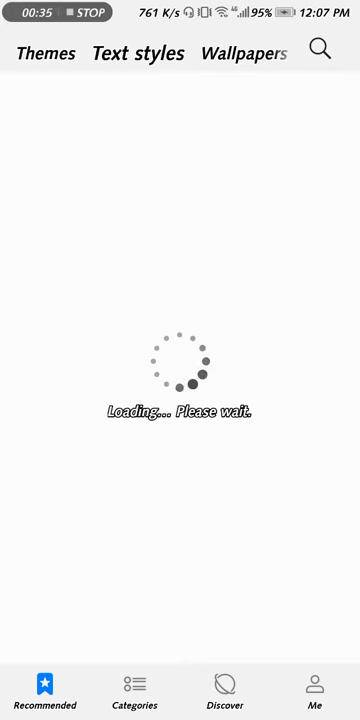 00:35 STOP 761 K/s 4G 95% 12:07 PM
Themes Text styles Wallpapers
Loading... Please wait.
Recommended Categories Discover Me